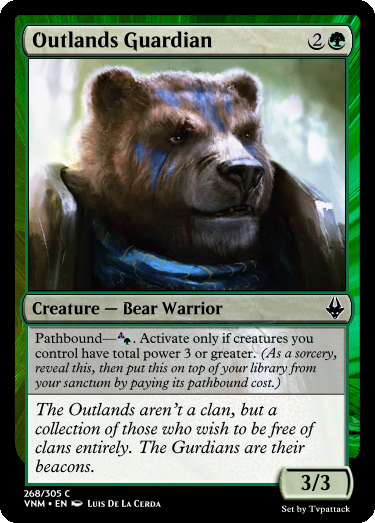 Outlands Guardian 2
Creature — Bear Warrior
Pathbound—. Activate only if creatures you
control have total power 3 or greater. (As a sorcery,
reveal this, then put this on top of your library from
your sanctum by paying its pathbound cost.)
The Outlands aren't a clan, but a
collection of those who wish to be free of
clans entirely. The Gurdians are their
beacons.
3/3
268/305 C
VNM • EN Luis De La Cerda
Set by Tvpattack